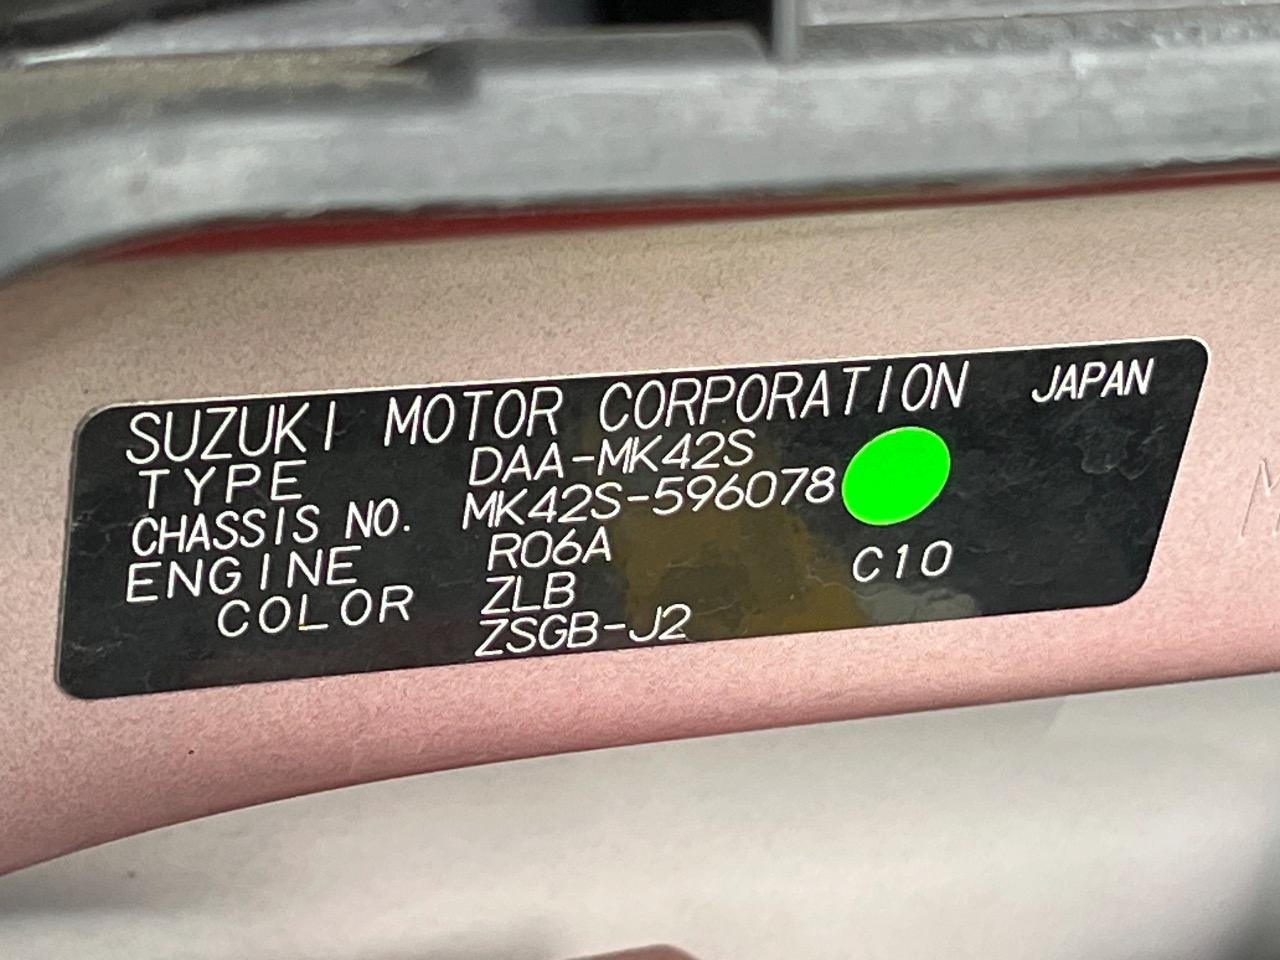 SUZUKI MOTOR CORPORATION JAPAN
TYPE DAA-MK42S
CHASSIS NO. MK42S-596078
ENGINE R06A
COLOR ZLB C10
ZSGB-J2